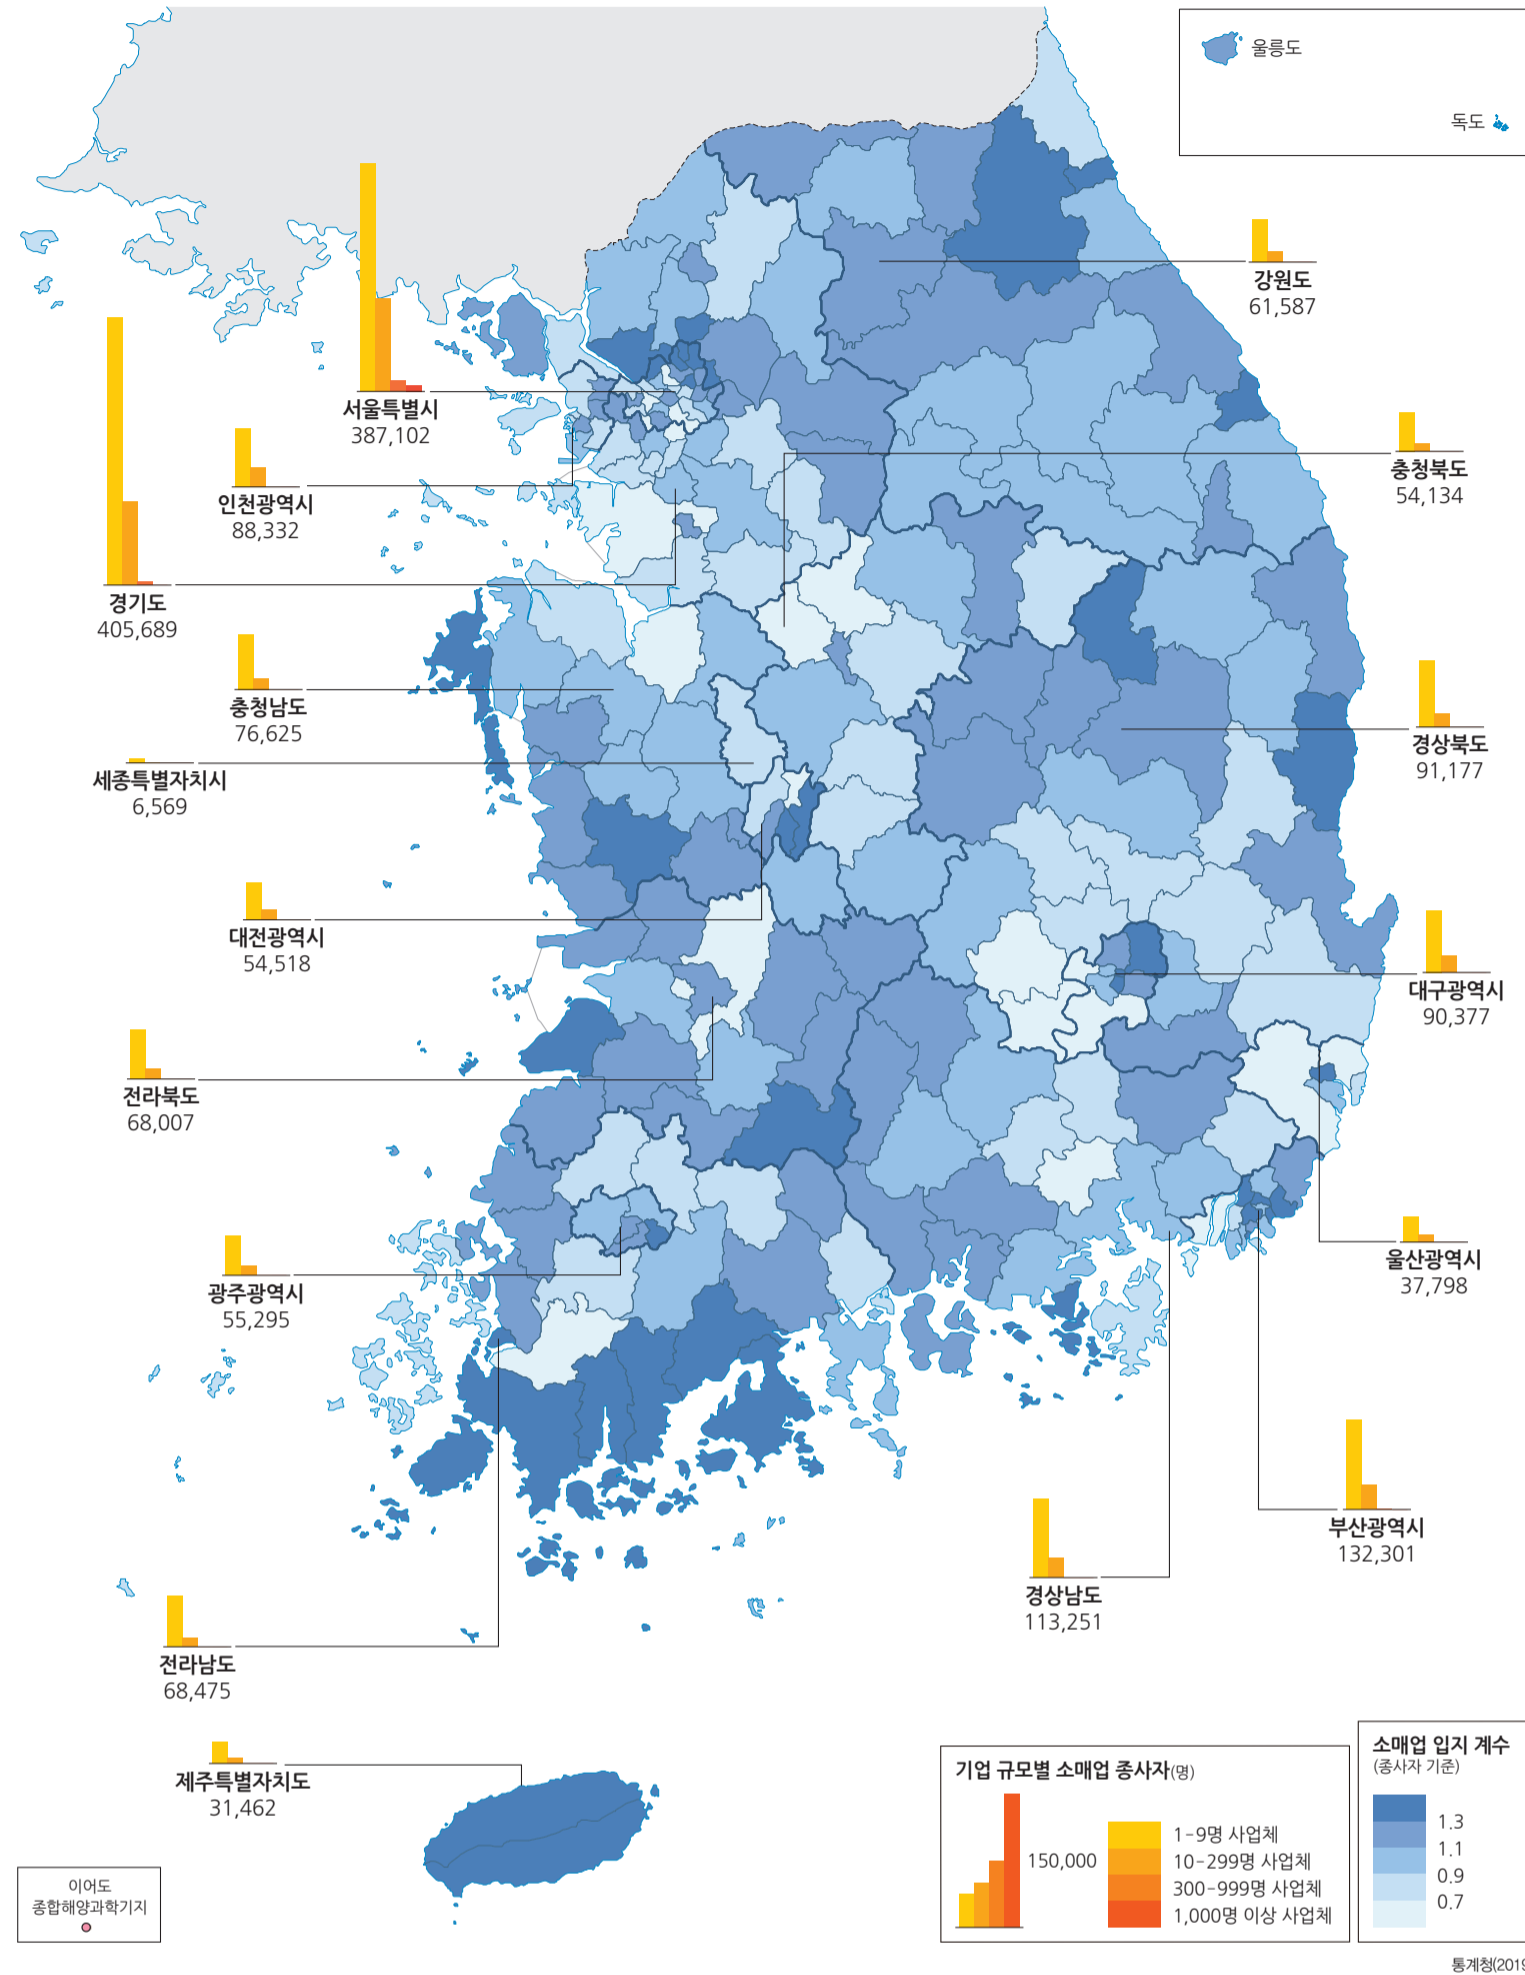 울릉도
독도
강원도
61,587
서울특별시
387,102
충청북도
54,134
인천광역시
88,332
경기도
405,689
충청남도
76,625
경상북도
91,177
세종특별자치시
6,569
대전광역시
54,518
대구광역시
90,377
전라북도
68,007
울산광역시
37,798
광주광역시
55,295
부산광역시
132,301
경상남도
113,251
전라남도
68,475
제주특별자치도
31,462
이어도
종합해양과학기지
기업 규모별 소매업 종사자(명)
150,000
1-9명 사업체
10-299명 사업체
300-999명 사업체
1,000명 이상 사업체
소매업 입지 계수
(종사자 기준)
1.3
1.1
0.9
0.7
통계청(2019